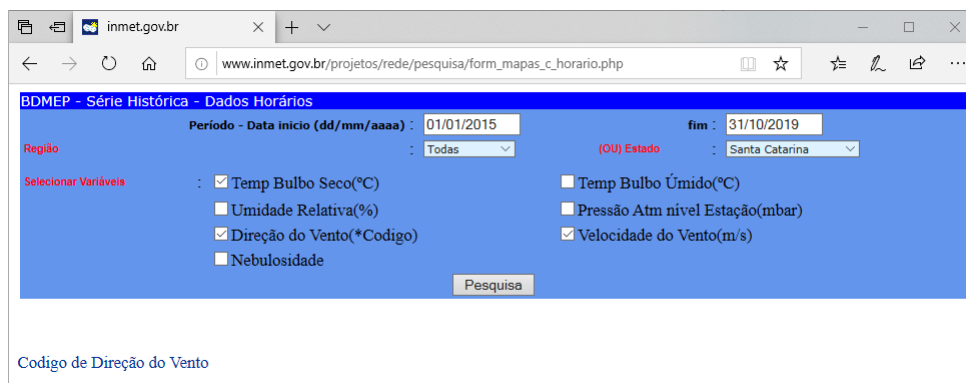 inmet.gov.br
www.inmet.gov.br/projetos/rede/pesquisa/form_mapas_c_horario.php
BDMEP - Série Histórica - Dados Horários
Período - Data inicio (dd/mm/aaaa) : 01/01/2015 fim : 31/10/2019
Região : Todas (OU) Estado : Santa Catarina
Selecionar Variáveis : Temp Bulbo Seco(ºC) Temp Bulbo Úmido(ºC)
Umidade Relativa(%) Pressão Atm nivel Estação(mbar)
Direção do Vento(*Codigo) Velocidade do Vento(m/s)
Nebulosidade
Pesquisa
Codigo de Direção do Vento